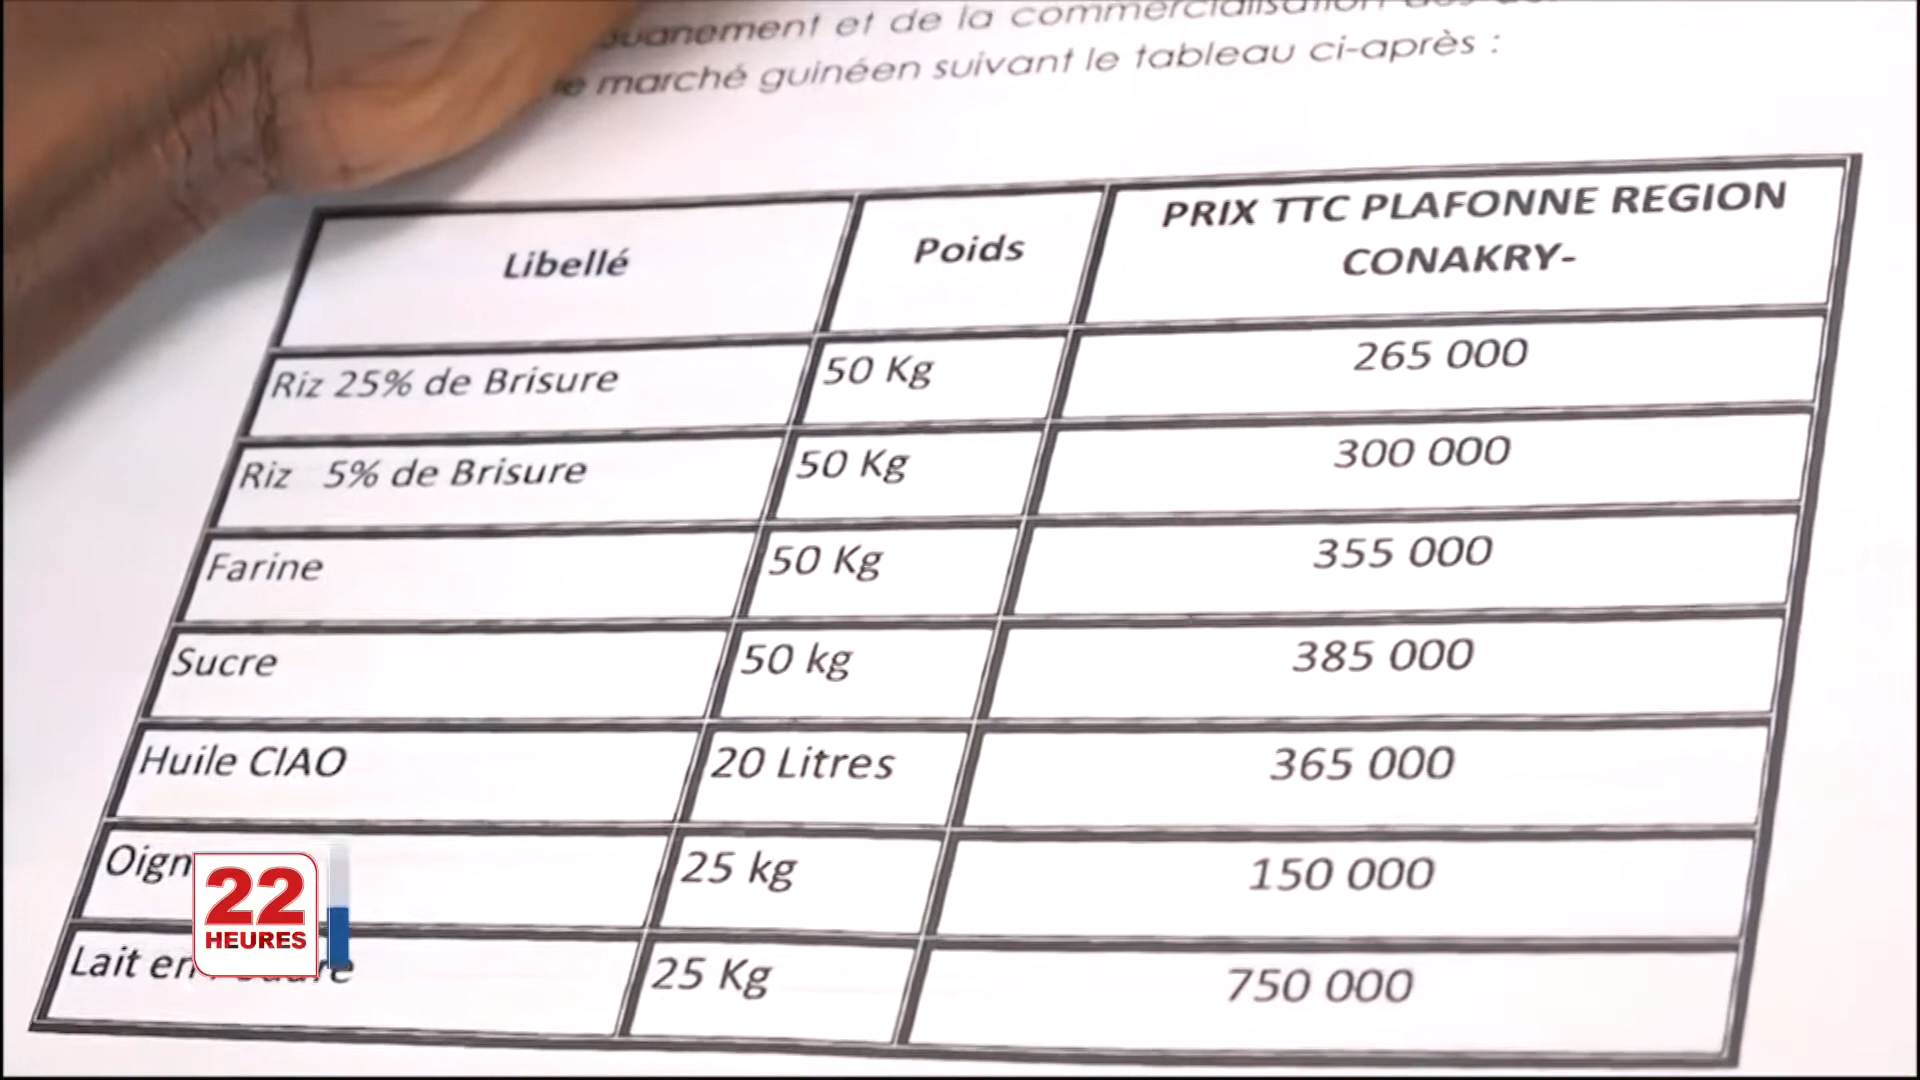 et de la commercialisation
marché guinéen suivant le tableau ci-après :
Libellé Poids PRIX TTC PLAFONNE REGION
CONAKRY-
Riz 25% de Brisure 50 Kg 265 000
Riz 5% de Brisure 50 Kg 300 000
Farine 50 Kg 355 000
Sucre 50 kg 385 000
Huile CIAO 20 Litres 365 000
Oign 25 kg 150 000
Lait en 25 Kg 750 000
22
HEURES